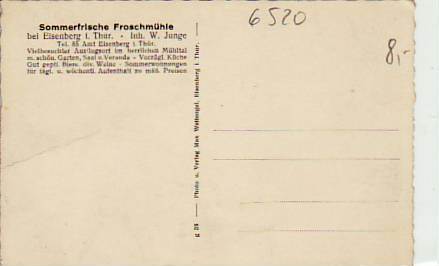 6520
8,-
Sommerfrische Froschmühle
bei Eisenberg i. Thür. - Inh. W. Junge
Tel. 85 Amt Eisenberg i. Thür.
Vielbesuchter Ausflugsort im herrlichen Mühltal
m. schön. Garten, Saal u. Veranda - Vorzügl. Küche
Gut gepfl. Biere, div. Weine - Sommerwohnungen
für tägl. u. wöchentl. Aufenthalt zu mäß. Preisen
g 24 — Photo u. Verlag Max Eisenberg i. Thür. —